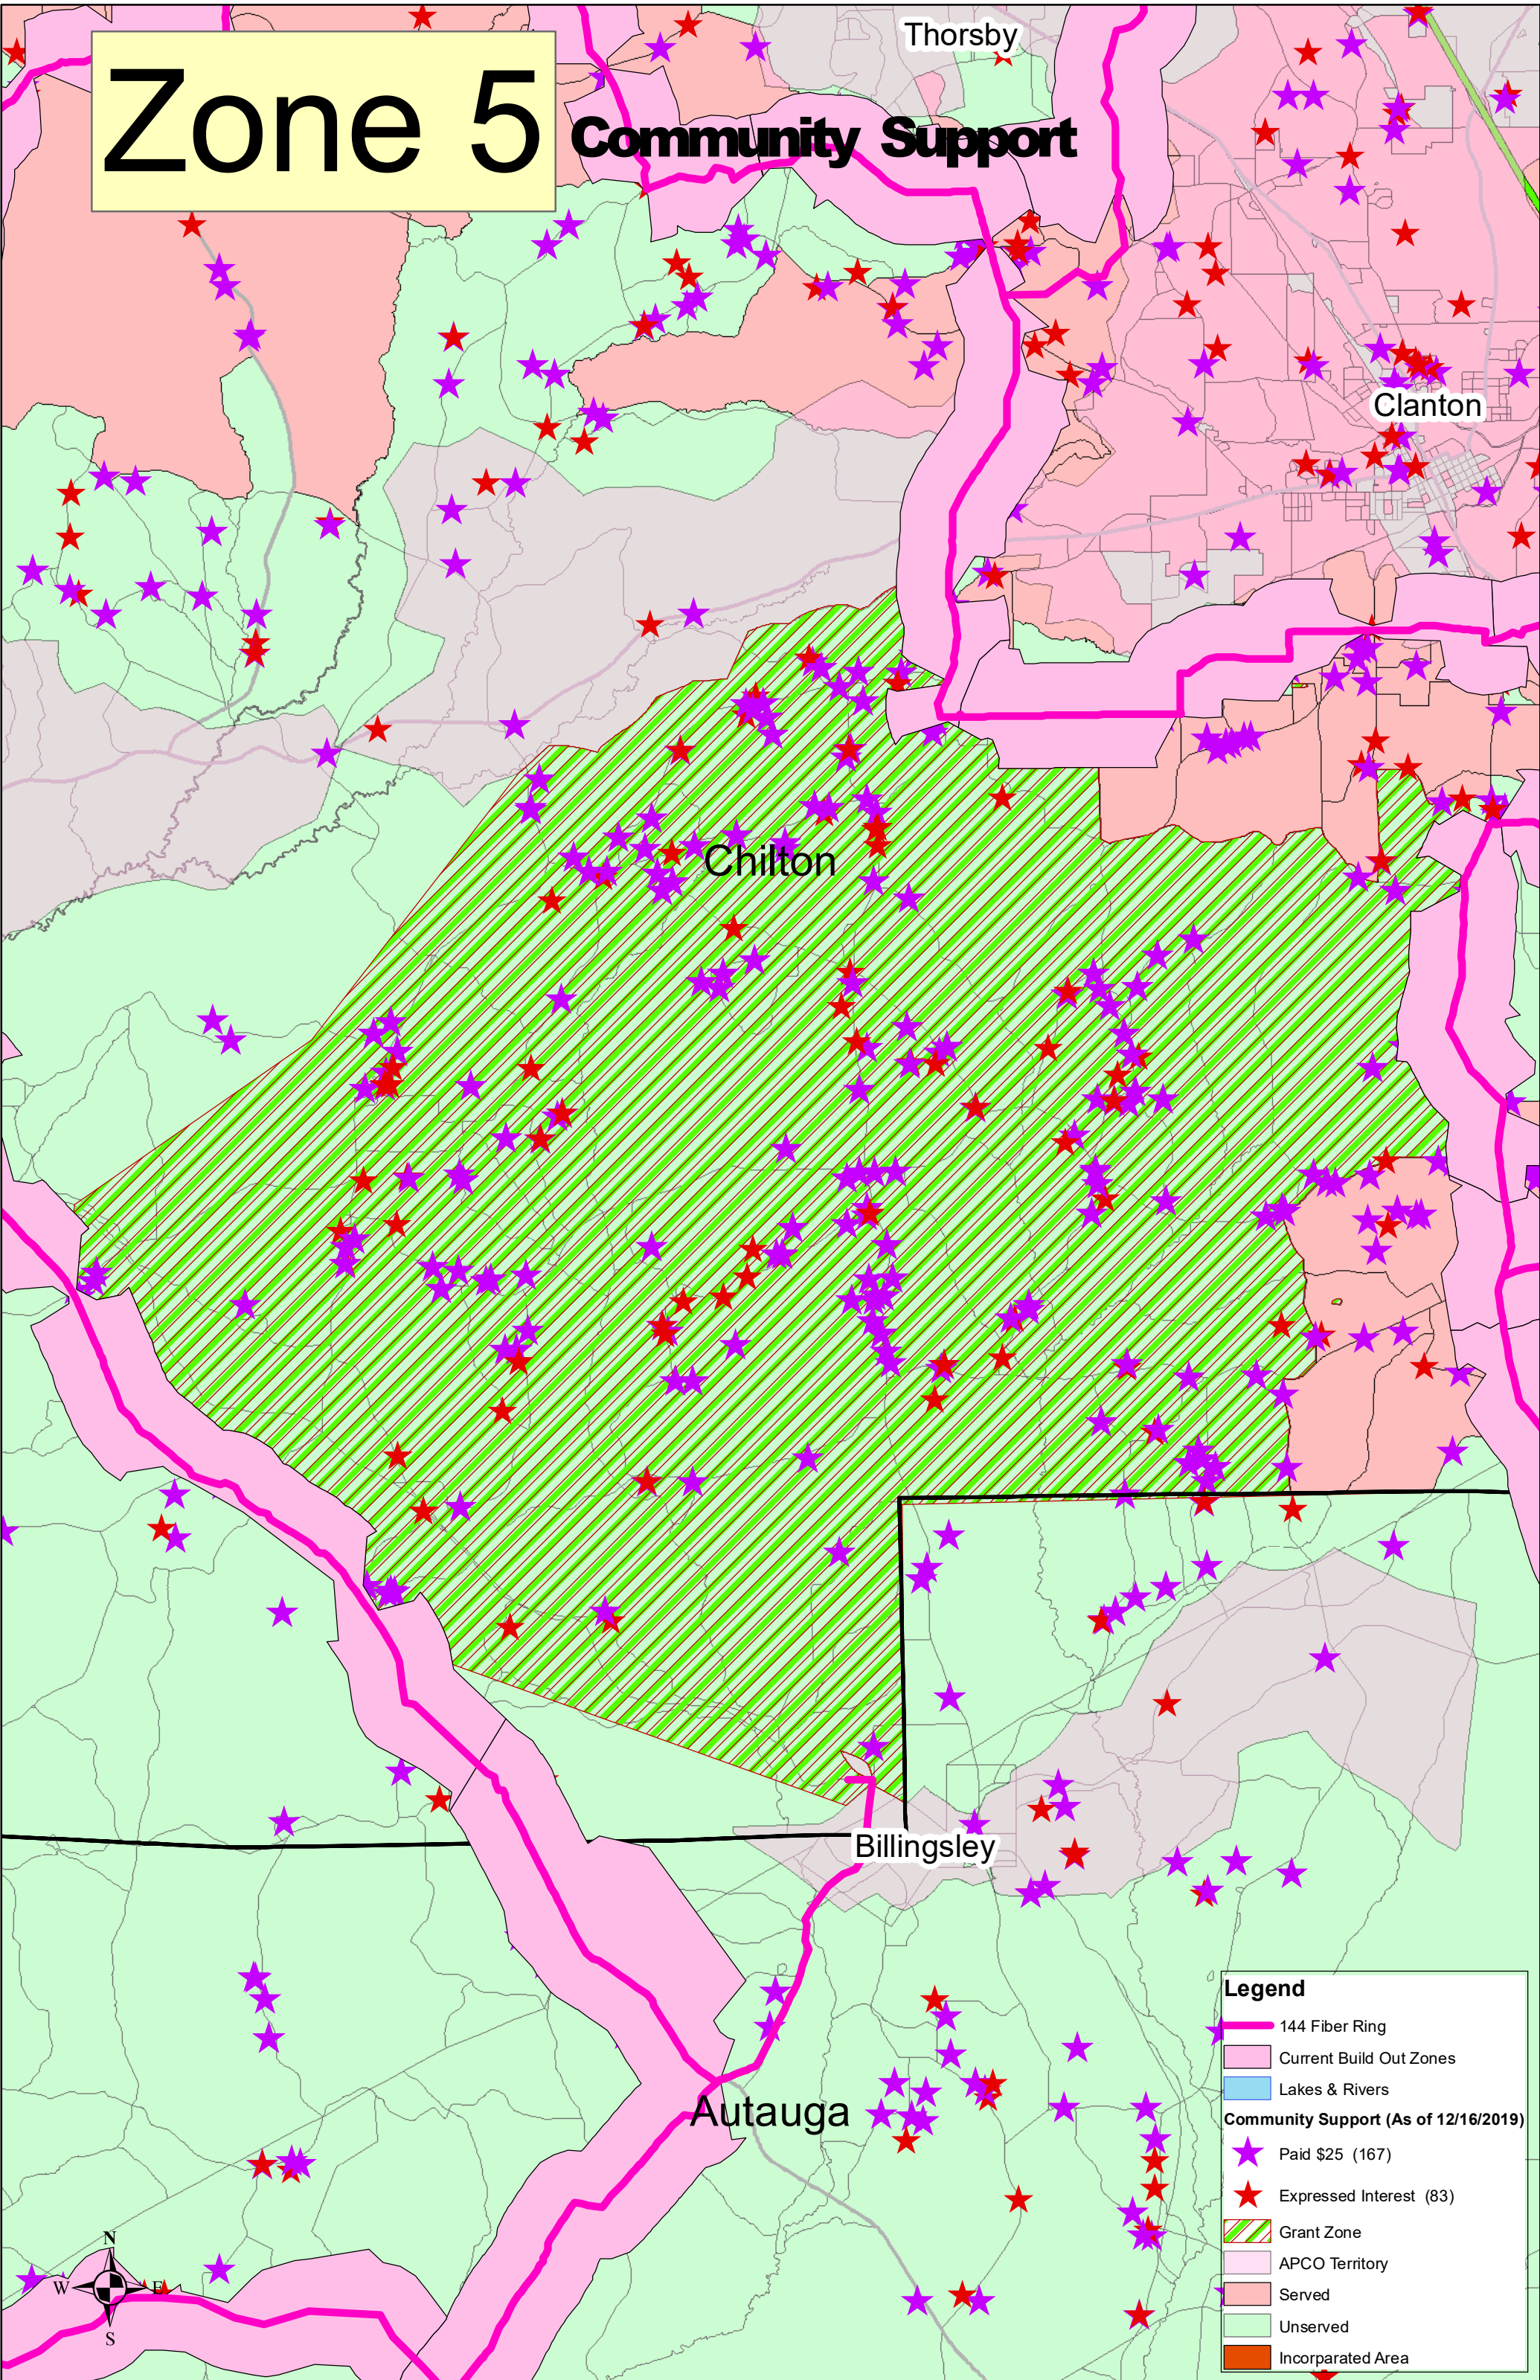 Thorsby
Zone 5
Community Support
Clanton
Chilton
Billingsley
Autauga
Legend
144 Fiber Ring
Current Build Out Zones
Lakes & Rivers
Community Support (As of 12/16/2019)
Paid $25 (167)
Expressed Interest (83)
Grant Zone
APCO Territory
Served
Unserved
Incorparated Area
N
W E
S